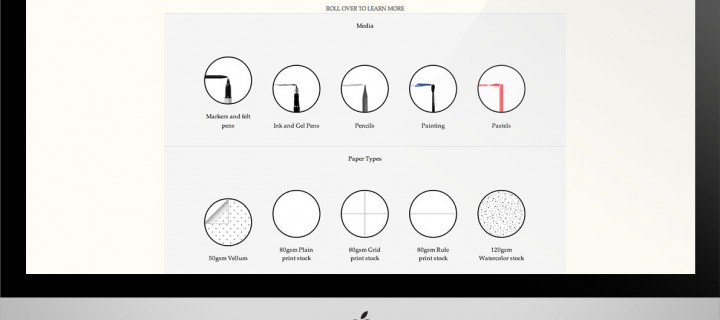 ROLL OVER TO LEARN MORE
Media
Markers and felt
pens
Ink and Gel Pens
Pencils
Painting
Pastels
Paper Types
50gsm Vellum
80gsm Plain
print stock
80gsm Grid
print stock
80gsm Rule
print stock
120gsm
Watercolor stock